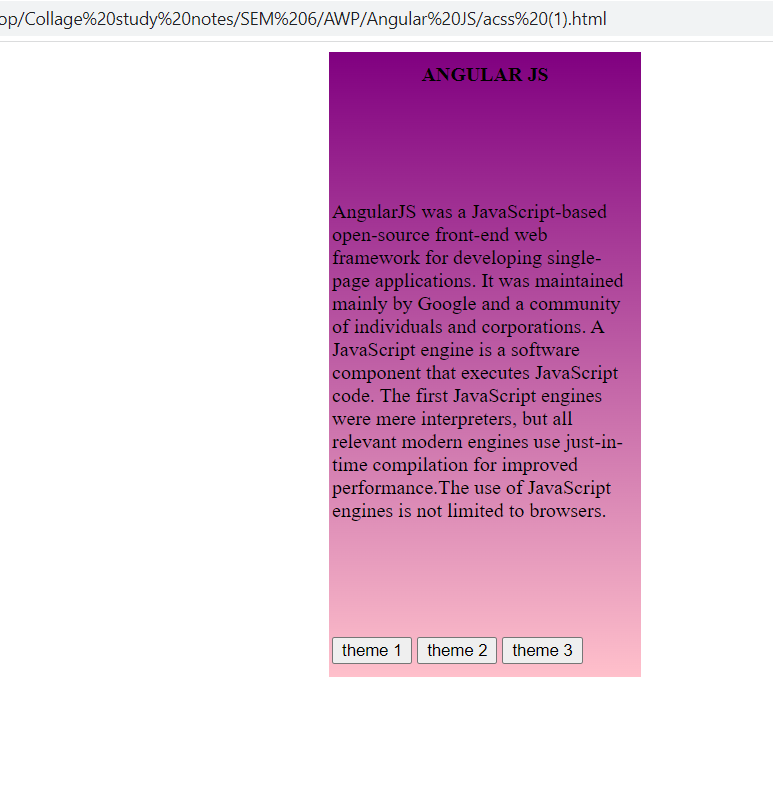 op/Collage%20study%20notes/SEM%206/AWP/Angular%20JS/acss%20(1).html
ANGULAR JS
AngularJS was a JavaScript-based
open-source front-end web
framework for developing single-
page applications. It was maintained
mainly by Google and a community
of individuals and corporations. A
JavaScript engine is a software
component that executes JavaScript
code. The first JavaScript engines
were mere interpreters, but all
relevant modern engines use just-in-
time compilation for improved
performance.The use of JavaScript
engines is not limited to browsers.
theme 1 theme 2 theme 3